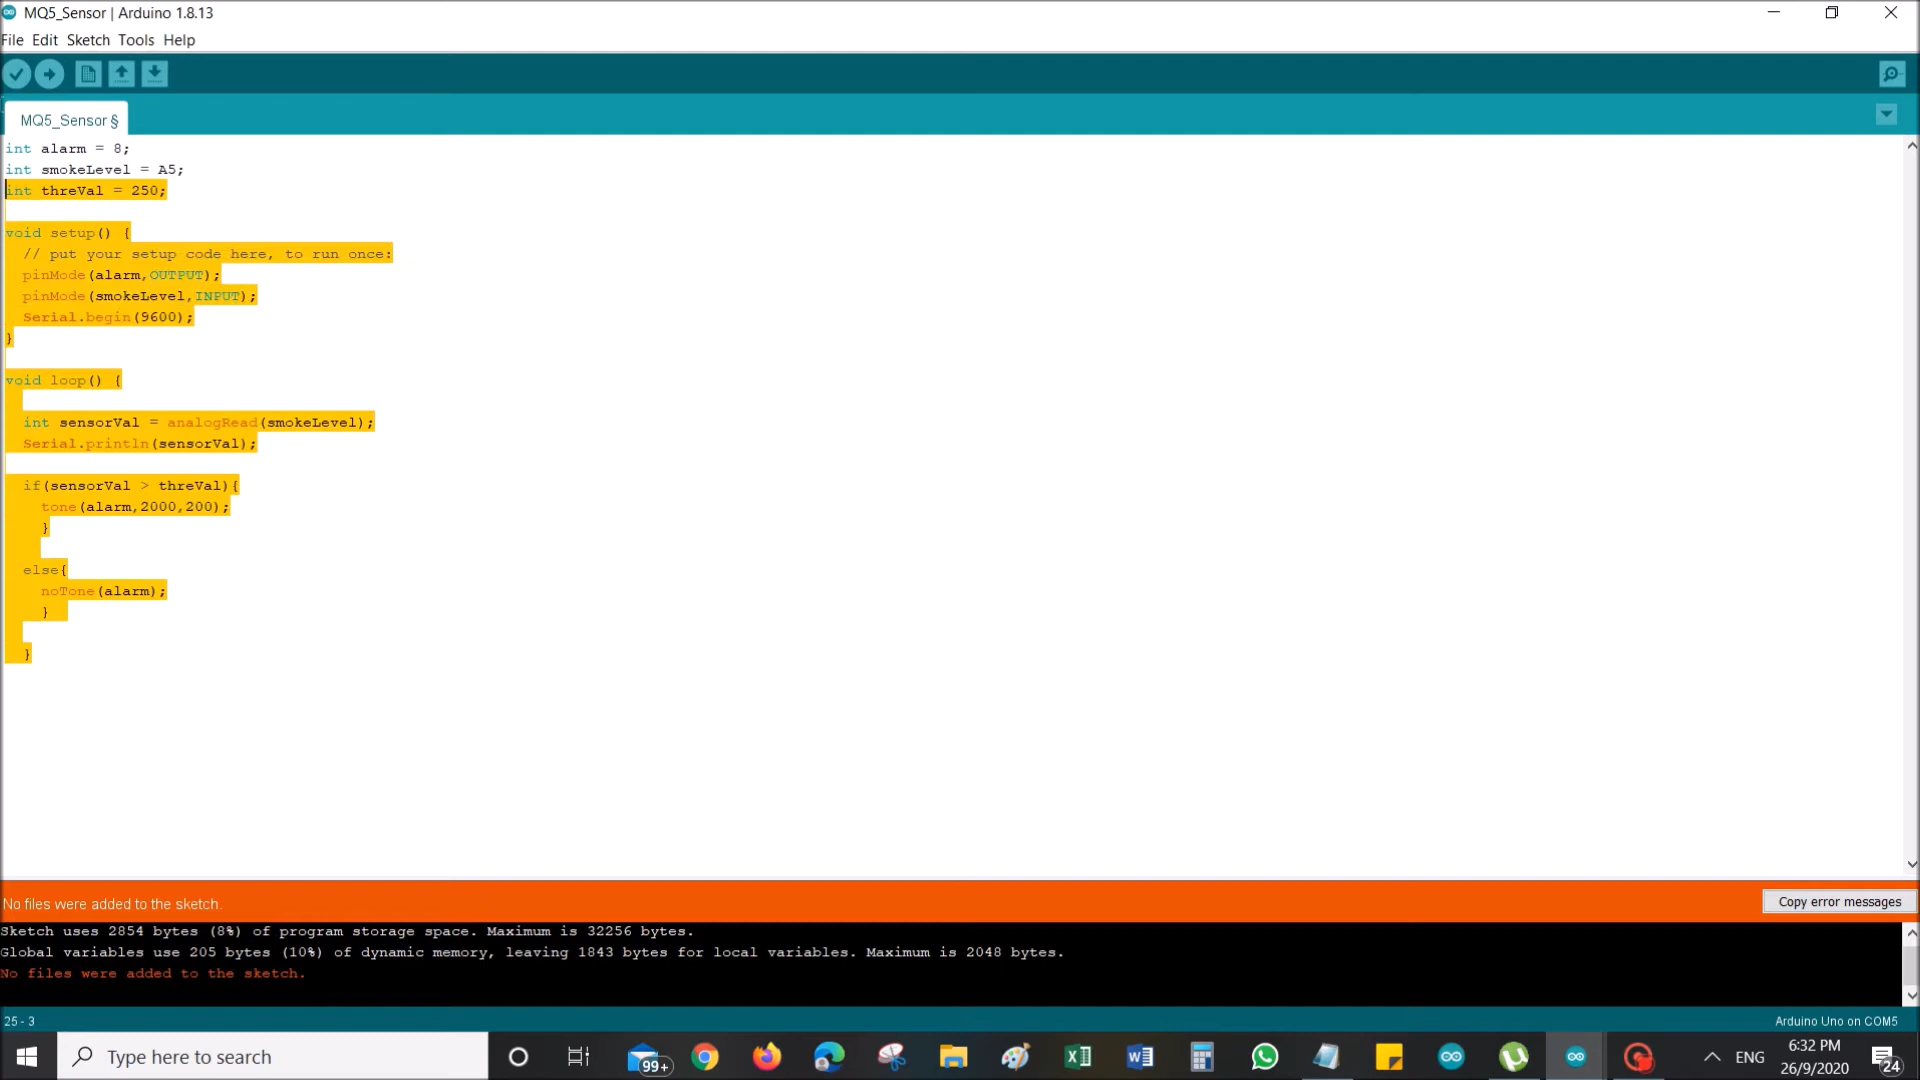 MQ5_Sensor | Arduino 1.8.13
File Edit Sketch Tools Help
MQ5_Sensor §
int alarm = 8;
int smokeLevel = A5;
int threVal = 250;
void setup() {
// put your setup code here, to run once:
pinMode(alarm,OUTPUT);
pinMode(smokeLevel,INPUT);
Serial.begin(9600);
}
void loop() {
int sensorVal = analogRead(smokeLevel);
Serial.println(sensorVal);
if(sensorVal > threVal){
tone(alarm,2000,200);
}
else{
noTone(alarm);
}
}
No files were added to the sketch.
Copy error messages
Sketch uses 2854 bytes (8%) of program storage space. Maximum is 32256 bytes.
Global variables use 205 bytes (10%) of dynamic memory, leaving 1843 bytes for local variables. Maximum is 2048 bytes.
No files were added to the sketch.
25 - 3
Arduino Uno on COM5
Type here to search
99+
ENG
6:32 PM
26/9/2020
24